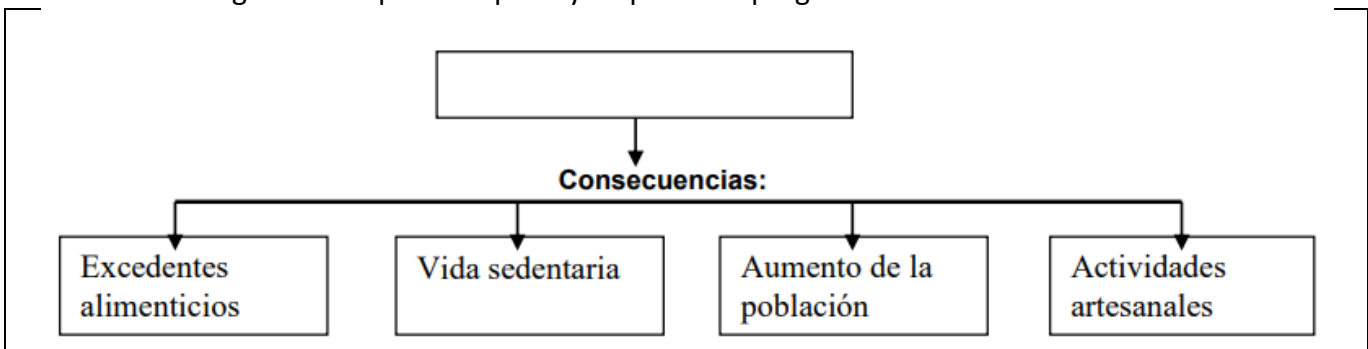 Consecuencias:
Excedentes
alimenticios
Vida sedentaria
Aumento de la
población
Actividades
artesanales